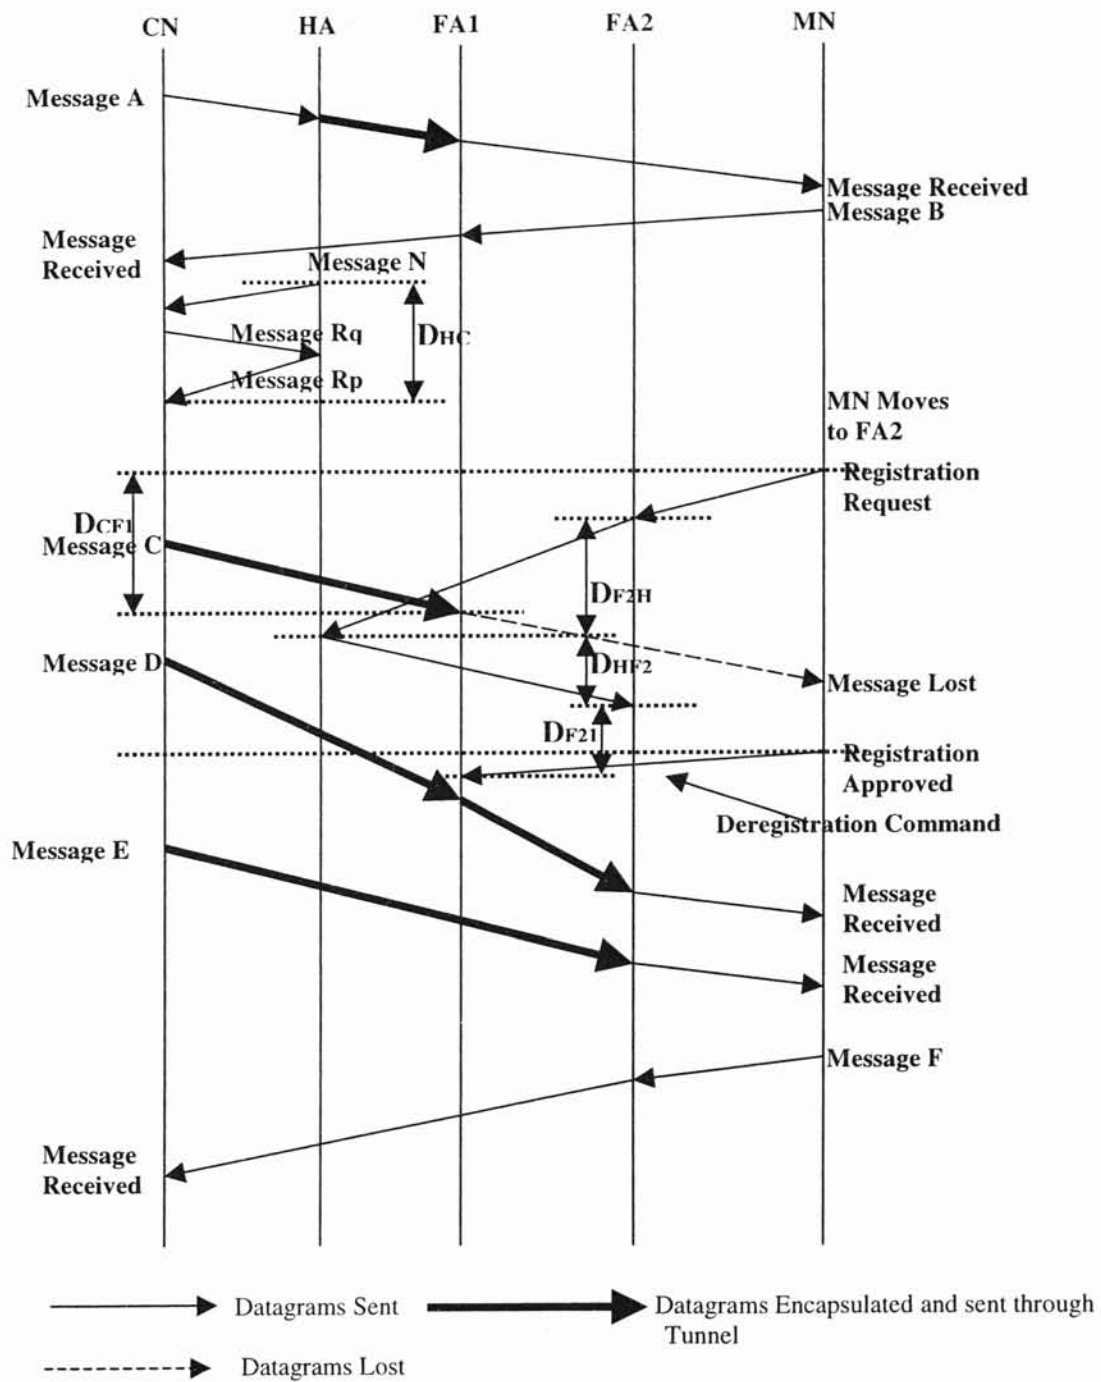 CN HA FA1 FA2 MN
Message A
Message Received
Message B
Message
Received
Message N
DHC
Message Rq
Message Rp
MN Moves
to FA2
Registration
Request
DCF1
Message C
DF2H
Message D
DHF2
Message Lost
DF21
Registration
Approved
Deregistration Command
Message E
Message
Received
Message
Received
Message F
Message
Received
Datagrams Sent
Datagrams Encapsulated and sent through
Tunnel
Datagrams Lost